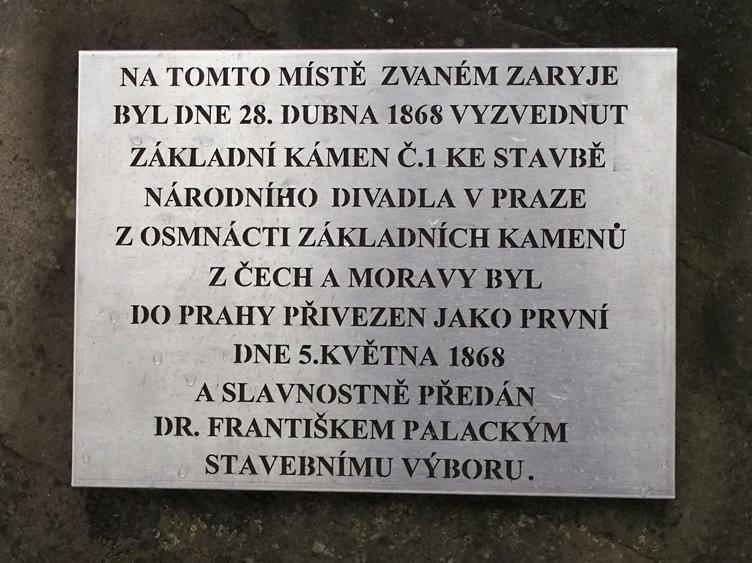 NA TOMTO MÍSTĚ ZVANÉM ZARYJE
BYL DNE 28. DUBNA 1868 VYZVEDNUT
ZÁKLADNÍ KÁMEN Č.1 KE STAVBĚ
NÁRODNÍHO DIVADLA V PRAZE
Z OSMNÁCTI ZÁKLADNÍCH KAMENŮ
Z ČECH A MORAVY BYL
DO PRAHY PŘIVEZEN JAKO PRVNÍ
DNE 5.KVĚTNA 1868
A SLAVNOSTNĚ PŘEDÁN
DR. FRANTIŠKEM PALACKÝM
STAVEBNÍMU VÝBORU.